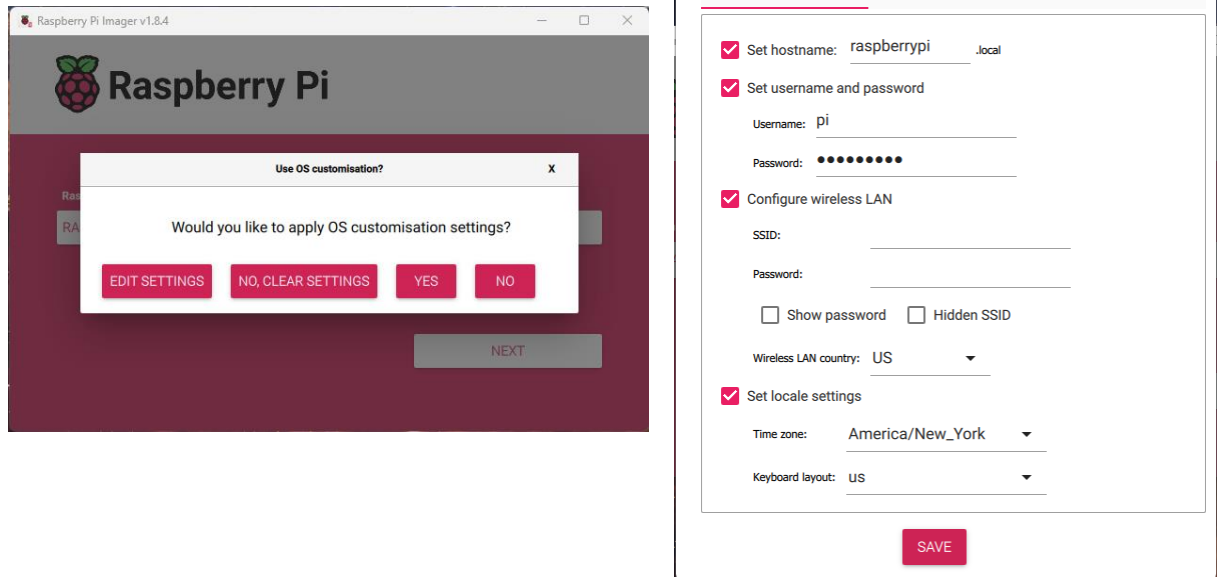 Raspberry Pi Imager v1.8.4
Raspberry Pi
Use OS customisation?
X
Ras
RA
Would you like to apply OS customisation settings?
EDIT SETTINGS
NO, CLEAR SETTINGS
YES
NO
NEXT
Set hostname: raspberrypi .local
Set username and password
Username: pi
Password: •••••••••
Configure wireless LAN
SSID:
Password:
Show password Hidden SSID
Wireless LAN country: US
Set locale settings
Time zone: America/New_York
Keyboard layout: us
SAVE